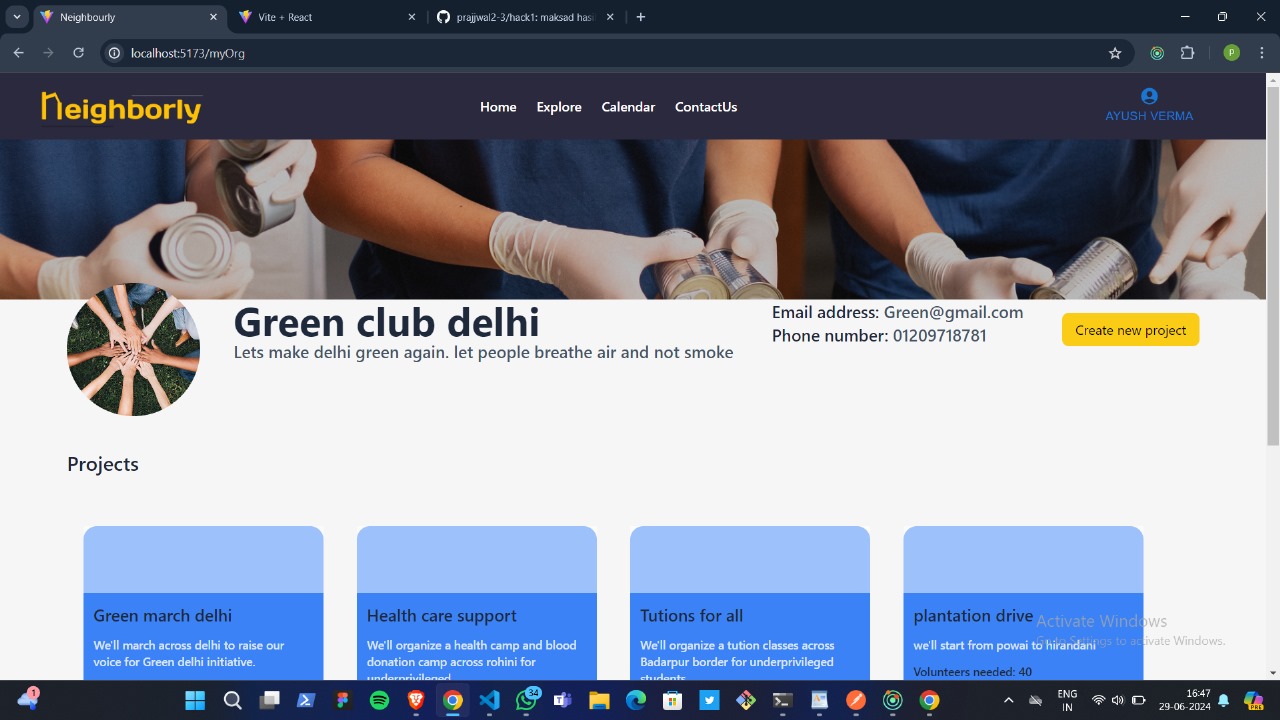 Neighbourly
Vite + React
prajjwal2-3/hack1: maksad hasi
localhost:5173/myOrg
P
neighborly
Home
Explore
Calendar
ContactUs
AYUSH VERMA
Green club delhi
Lets make delhi green again. let people breathe air and not smoke
Email address: Green@gmail.com
Phone number: 01209718781
Create new project
Projects
Green march delhi
We'll march across delhi to raise our
voice for Green delhi initiative.
Health care support
We'll organize a health camp and blood
donation camp across rohini for
underprivileged
Tutions for all
We'll organize a tution classes across
Badarpur border for underprivileged
students
plantation drive
we'll start from powai to hirandani
Volunteers needed: 40
Activate Windows
Go to Settings to activate Windows.
1
34
ENG
IN
16:47
29-06-2024
PRE